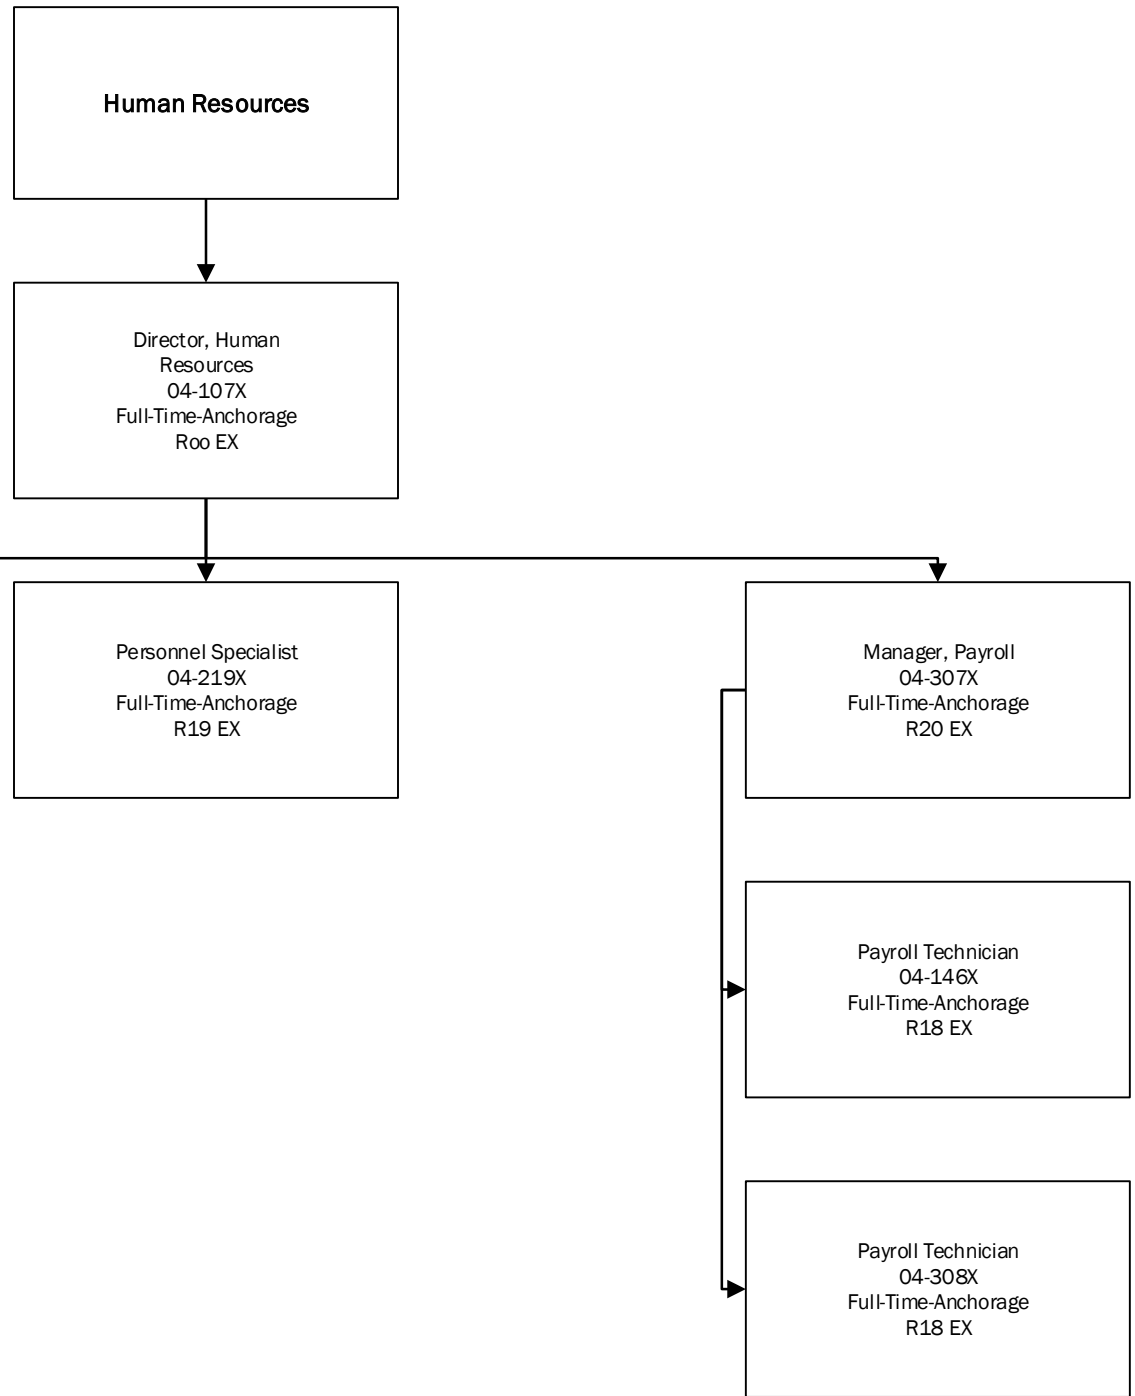 Human Resources
Director, Human
Resources
04-107X
Full-Time-Anchorage
Roo EX
Personnel Specialist
04-219X
Full-Time-Anchorage
R19 EX
Manager, Payroll
04-307X
Full-Time-Anchorage
R20 EX
Payroll Technician
04-146X
Full-Time-Anchorage
R18 EX
Payroll Technician
04-308X
Full-Time-Anchorage
R18 EX